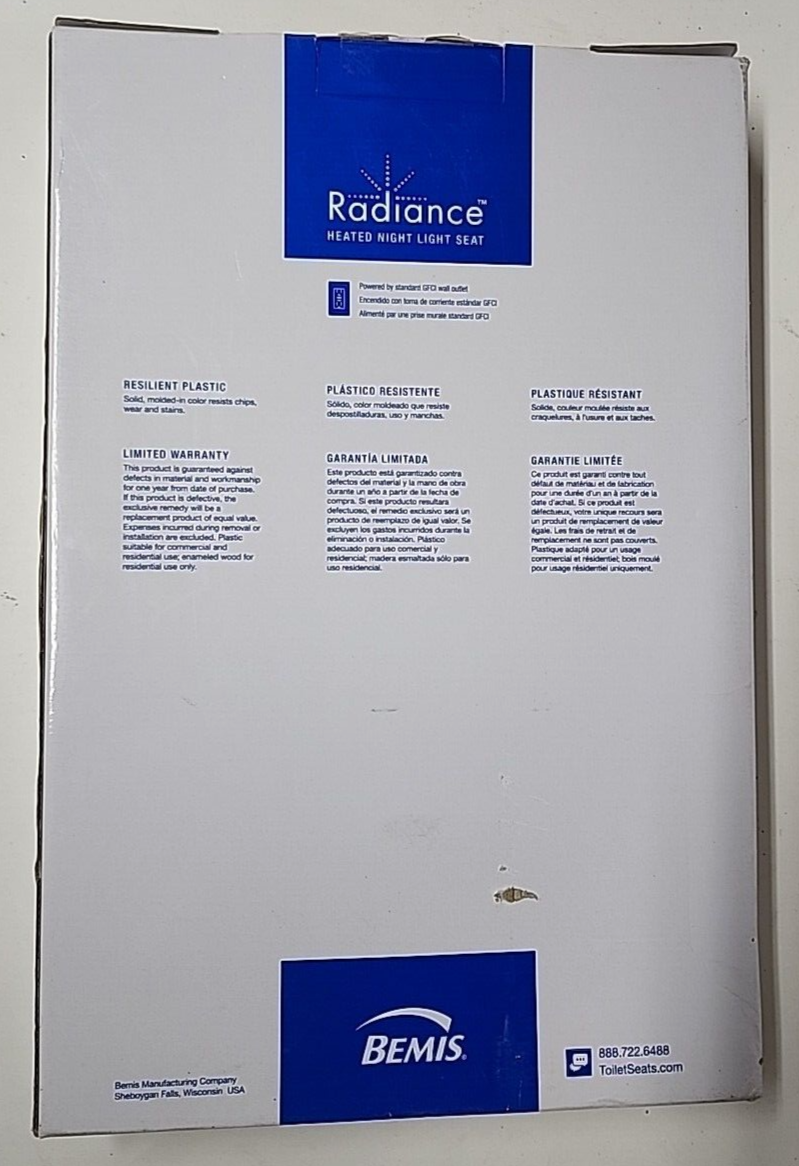 Radiance™
HEATED NIGHT LIGHT SEAT
Powered by standard GFCI wall outlet
Encendido con toma de corriente estándar GFCI
Alimenté par une prise murale standard GFCI
RESILIENT PLASTIC
Solid, molded-in color resists chips,
wear and stains.
LIMITED WARRANTY
This product is guaranteed against
defects in material and workmanship
for one year from date of purchase.
If this product is defective, the
exclusive remedy will be a
replacement product of equal value.
Expenses incurred during removal or
installation are excluded. Plastic
suitable for commercial and
residential use; enameled wood for
residential use only.
PLÁSTICO RESISTENTE
Sólido, color moldeado que resiste
despostilladuras, uso y manchas.
GARANTÍA LIMITADA
Este producto está garantizado contra
defectos del material y la mano de obra
durante un año a partir de la fecha de
compra. Si este producto resultara
defectuoso, el remedio exclusivo será un
producto de reemplazo de igual valor. Se
excluyen los gastos incurridos durante la
eliminación o instalación. Plástico
adecuado para uso comercial y
residencial; madera esmaltada sólo para
uso residencial.
PLASTIQUE RÉSISTANT
Solide, couleur moulée résiste aux
craquelures, à l'usure et aux taches.
GARANTIE LIMITÉE
Ce produit est garanti contre tout
défaut de matériau et de fabrication
pour une durée d'un an à partir de la
date d'achat. Si ce produit est
défectueux, votre unique recours sera
un produit de remplacement de valeur
égale. Les frais de retrait et de
remplacement ne sont pas couverts.
Plastique adapté pour un usage
commercial et résidentiel; bois moulé
pour usage résidentiel uniquement.
BEMIS®
Bemis Manufacturing Company
Sheboygan Falls, Wisconsin USA
888.722.6488
ToiletSeats.com